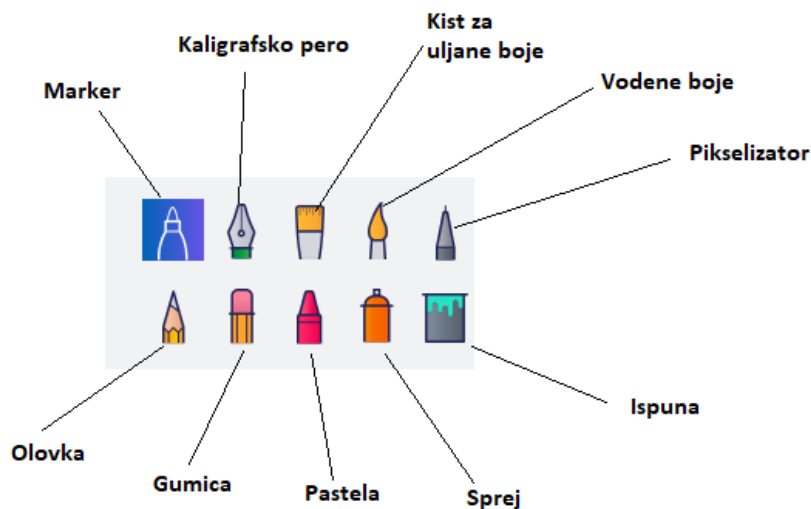 Kaligrafsko pero
Kist za
uljane boje
Marker
Vodene boje
Pikselizator
Olovka
Gumica
Pastela
Sprej
Ispuna